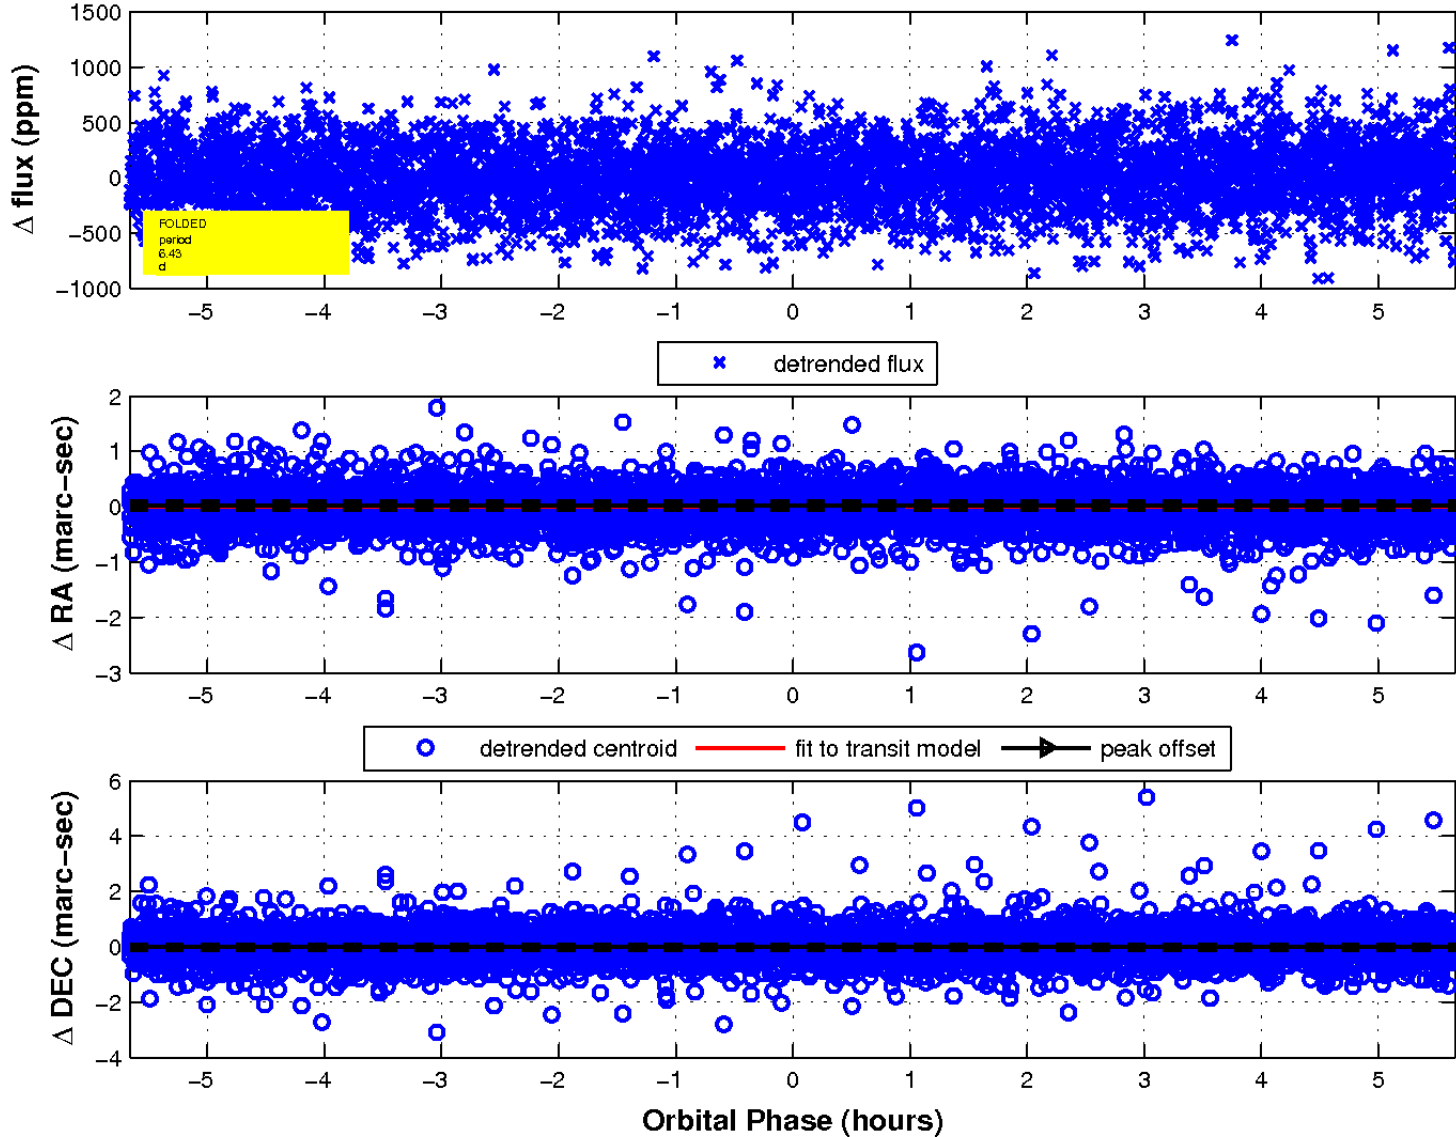 1500
1000
500
0
−500
−1000
Δ flux (ppm)
FOLDED
period
6.43
d
−5 −4 −3 −2 −1 0 1 2 3 4 5
detrended flux
2
1
0
−1
−2
−3
Δ RA (marc−sec)
−5 −4 −3 −2 −1 0 1 2 3 4 5
detrended centroid fit to transit model peak offset
6
4
2
0
−2
−4
Δ DEC (marc−sec)
−5 −4 −3 −2 −1 0 1 2 3 4 5
Orbital Phase (hours)